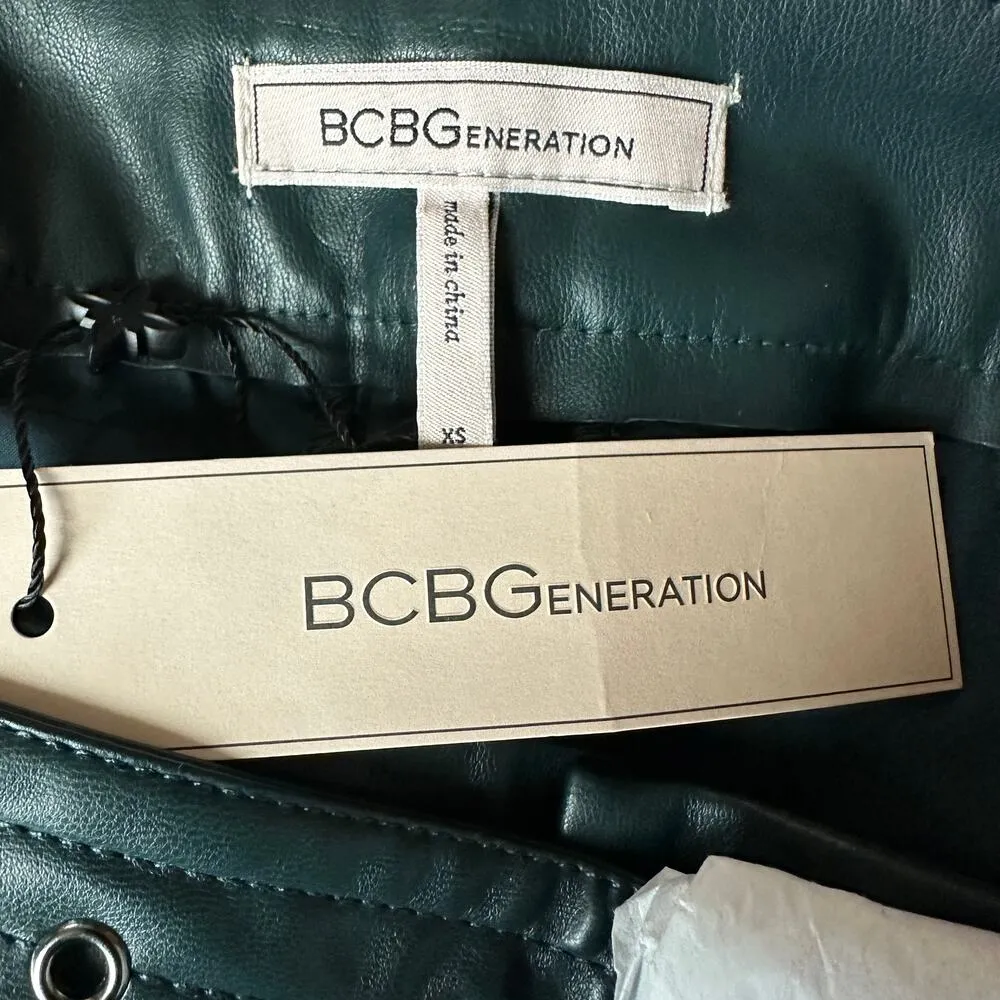 BCBGENERATION
made in china
XS
BCBGENERATION